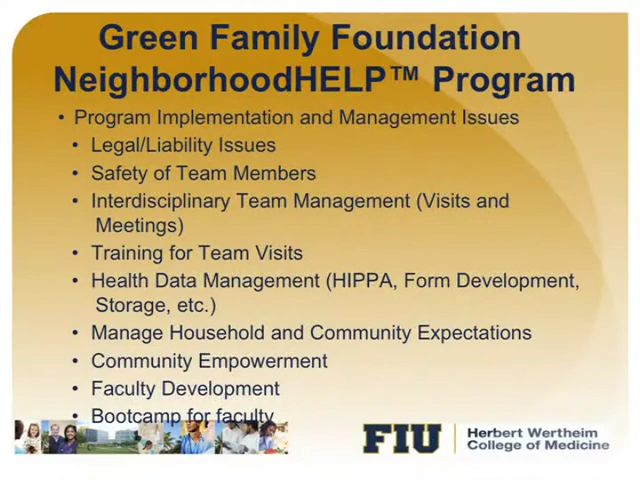 Green Family Foundation
NeighborhoodHELP™ Program
• Program Implementation and Management Issues
• Legal/Liability Issues
• Safety of Team Members
• Interdisciplinary Team Management (Visits and
Meetings)
• Training for Team Visits
• Health Data Management (HIPPA, Form Development,
Storage, etc.)
• Manage Household and Community Expectations
• Community Empowerment
• Faculty Development
• Bootcamp for faculty
FIU
Herbert Wertheim
College of Medicine